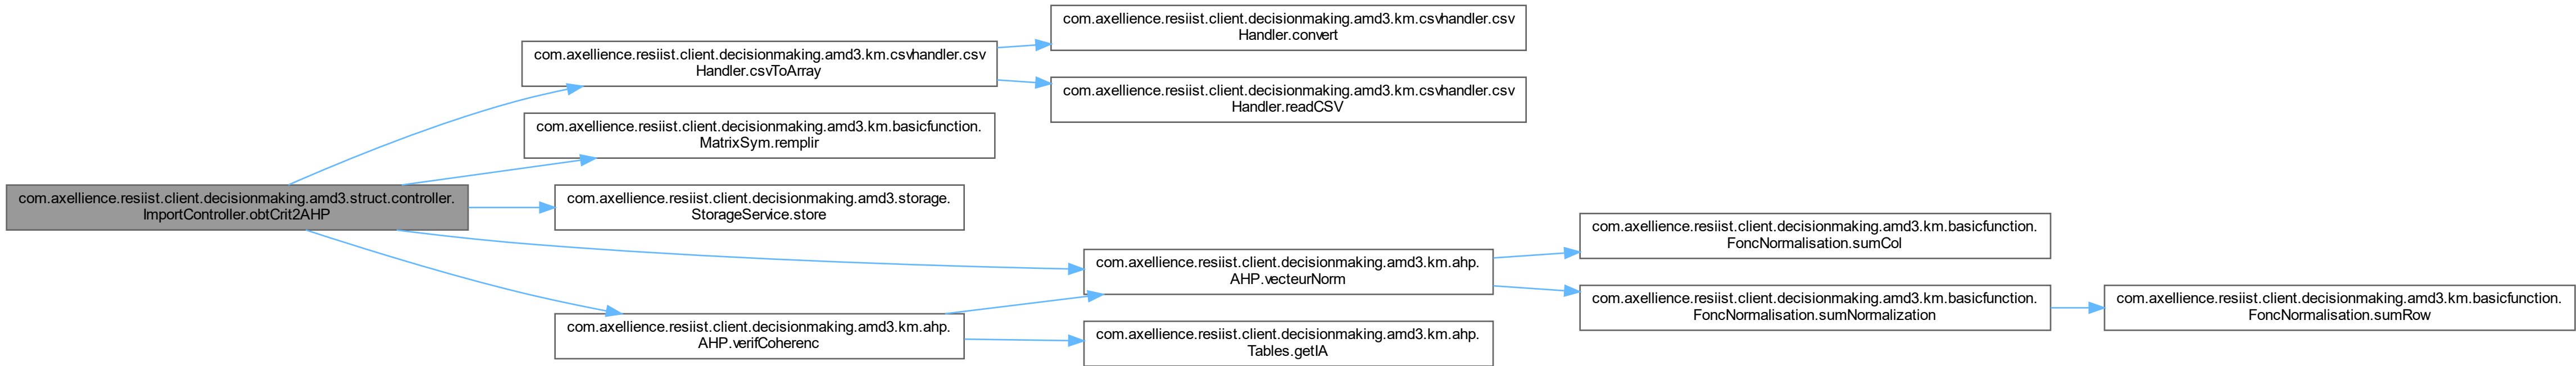 com.axellience.resiist.client.decisionmaking.amd3.struct.controller.
ImportController.obtCrit2AHP
com.axellience.resiist.client.decisionmaking.amd3.km.csvhandler.csv
Handler.csvToArray
com.axellience.resiist.client.decisionmaking.amd3.km.csvhandler.csv
Handler.convert
com.axellience.resiist.client.decisionmaking.amd3.km.csvhandler.csv
Handler.readCSV
com.axellience.resiist.client.decisionmaking.amd3.km.basicfunction.
MatrixSym.remplir
com.axellience.resiist.client.decisionmaking.amd3.storage.
StorageService.store
com.axellience.resiist.client.decisionmaking.amd3.km.ahp.
AHP.vecteurNorm
com.axellience.resiist.client.decisionmaking.amd3.km.basicfunction.
FoncNormalisation.sumCol
com.axellience.resiist.client.decisionmaking.amd3.km.basicfunction.
FoncNormalisation.sumNormalization
com.axellience.resiist.client.decisionmaking.amd3.km.basicfunction.
FoncNormalisation.sumRow
com.axellience.resiist.client.decisionmaking.amd3.km.ahp.
AHP.verifCoherenc
com.axellience.resiist.client.decisionmaking.amd3.km.ahp.
Tables.getIA